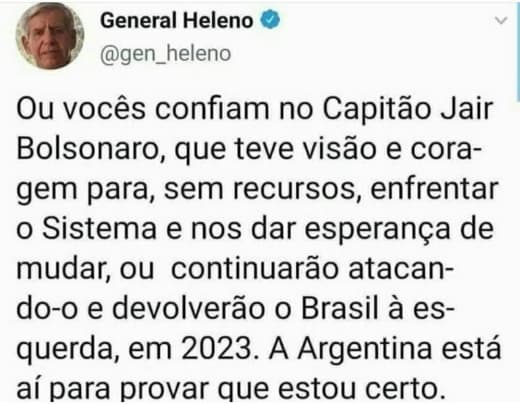 General Heleno
@gen_heleno
Ou vocês confiam no Capitão Jair
Bolsonaro, que teve visão e cora-
gem para, sem recursos, enfrentar
o Sistema e nos dar esperança de
mudar, ou continuarão atacan-
do-o e devolverão o Brasil à es-
querda, em 2023. A Argentina está
aí para provar que estou certo.